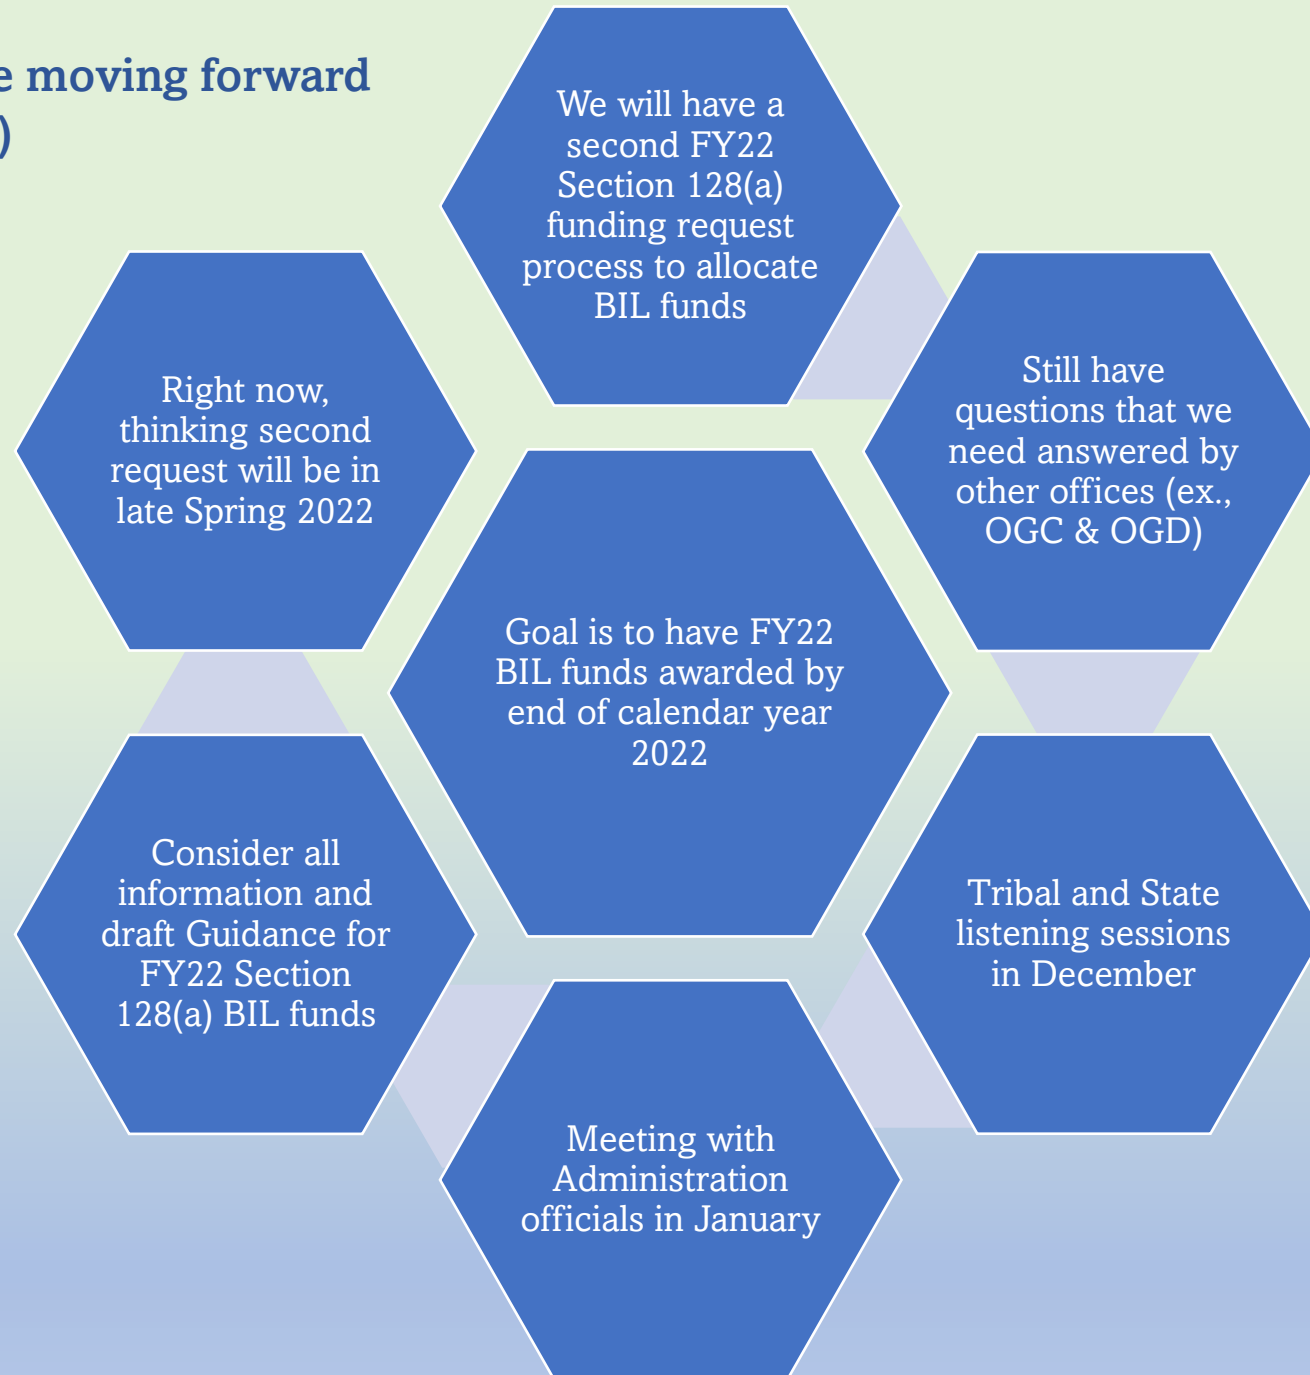 e moving forward
)
We will have a
second FY22
Section 128(a)
funding request
process to allocate
BIL funds
Still have
questions that we
need answered by
other offices (ex.,
OGC & OGD)
Tribal and State
listening sessions
in December
Meeting with
Administration
officials in January
Consider all
information and
draft Guidance for
FY22 Section
128(a) BIL funds
Right now,
thinking second
request will be in
late Spring 2022
Goal is to have FY22
BIL funds awarded by
end of calendar year
2022